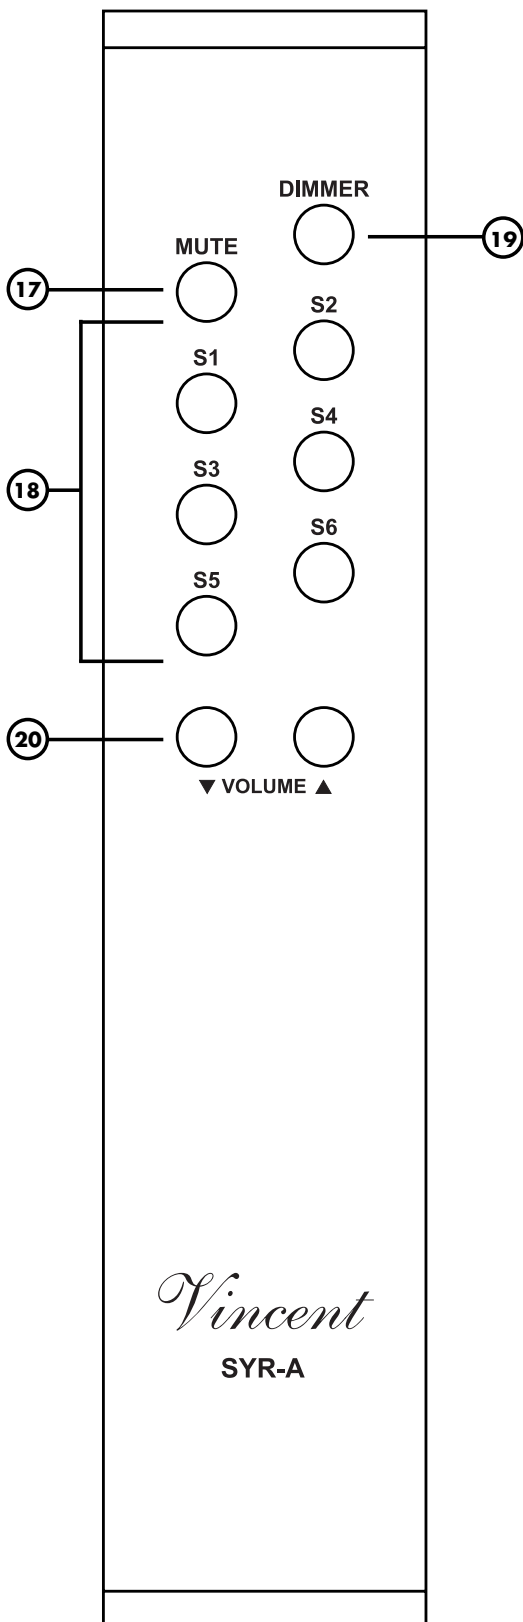 DIMMER
19
MUTE
17
S2
S1
S4
S3
18
S6
S5
20
▼ VOLUME ▲
Vincent
SYR-A